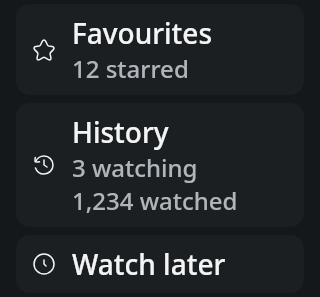 Favourites
12 starred
History
3 watching
1,234 watched
Watch later